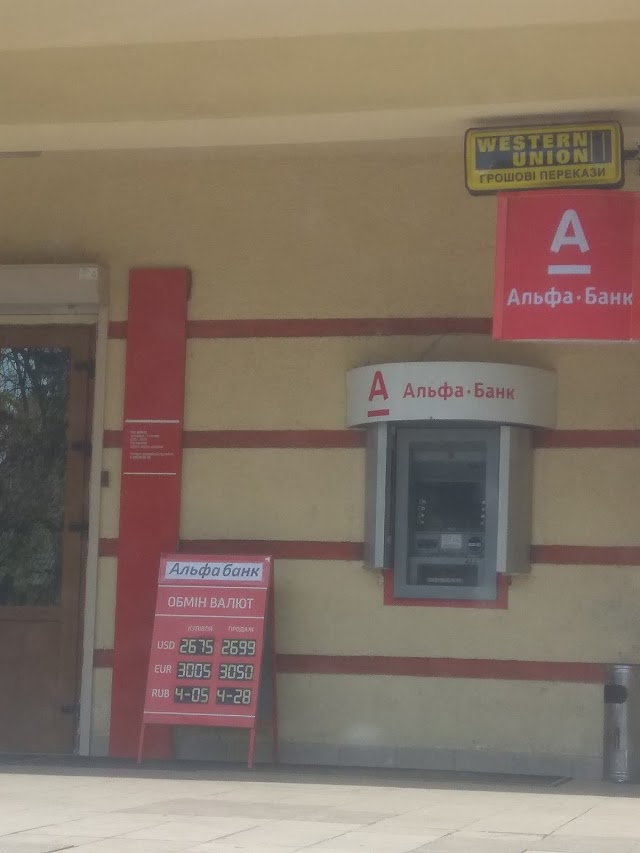 WESTERN
UNION
ГРОШОВІ ПЕРЕКАЗИ
А
Альфа·Банк
А Альфа·Банк
Альфа банк
ОБМІН ВАЛЮТ
КУПІВЛЯ ПРОДАЖ
USD 2675 2699
EUR 3005 3050
RUB 4-05 4-28